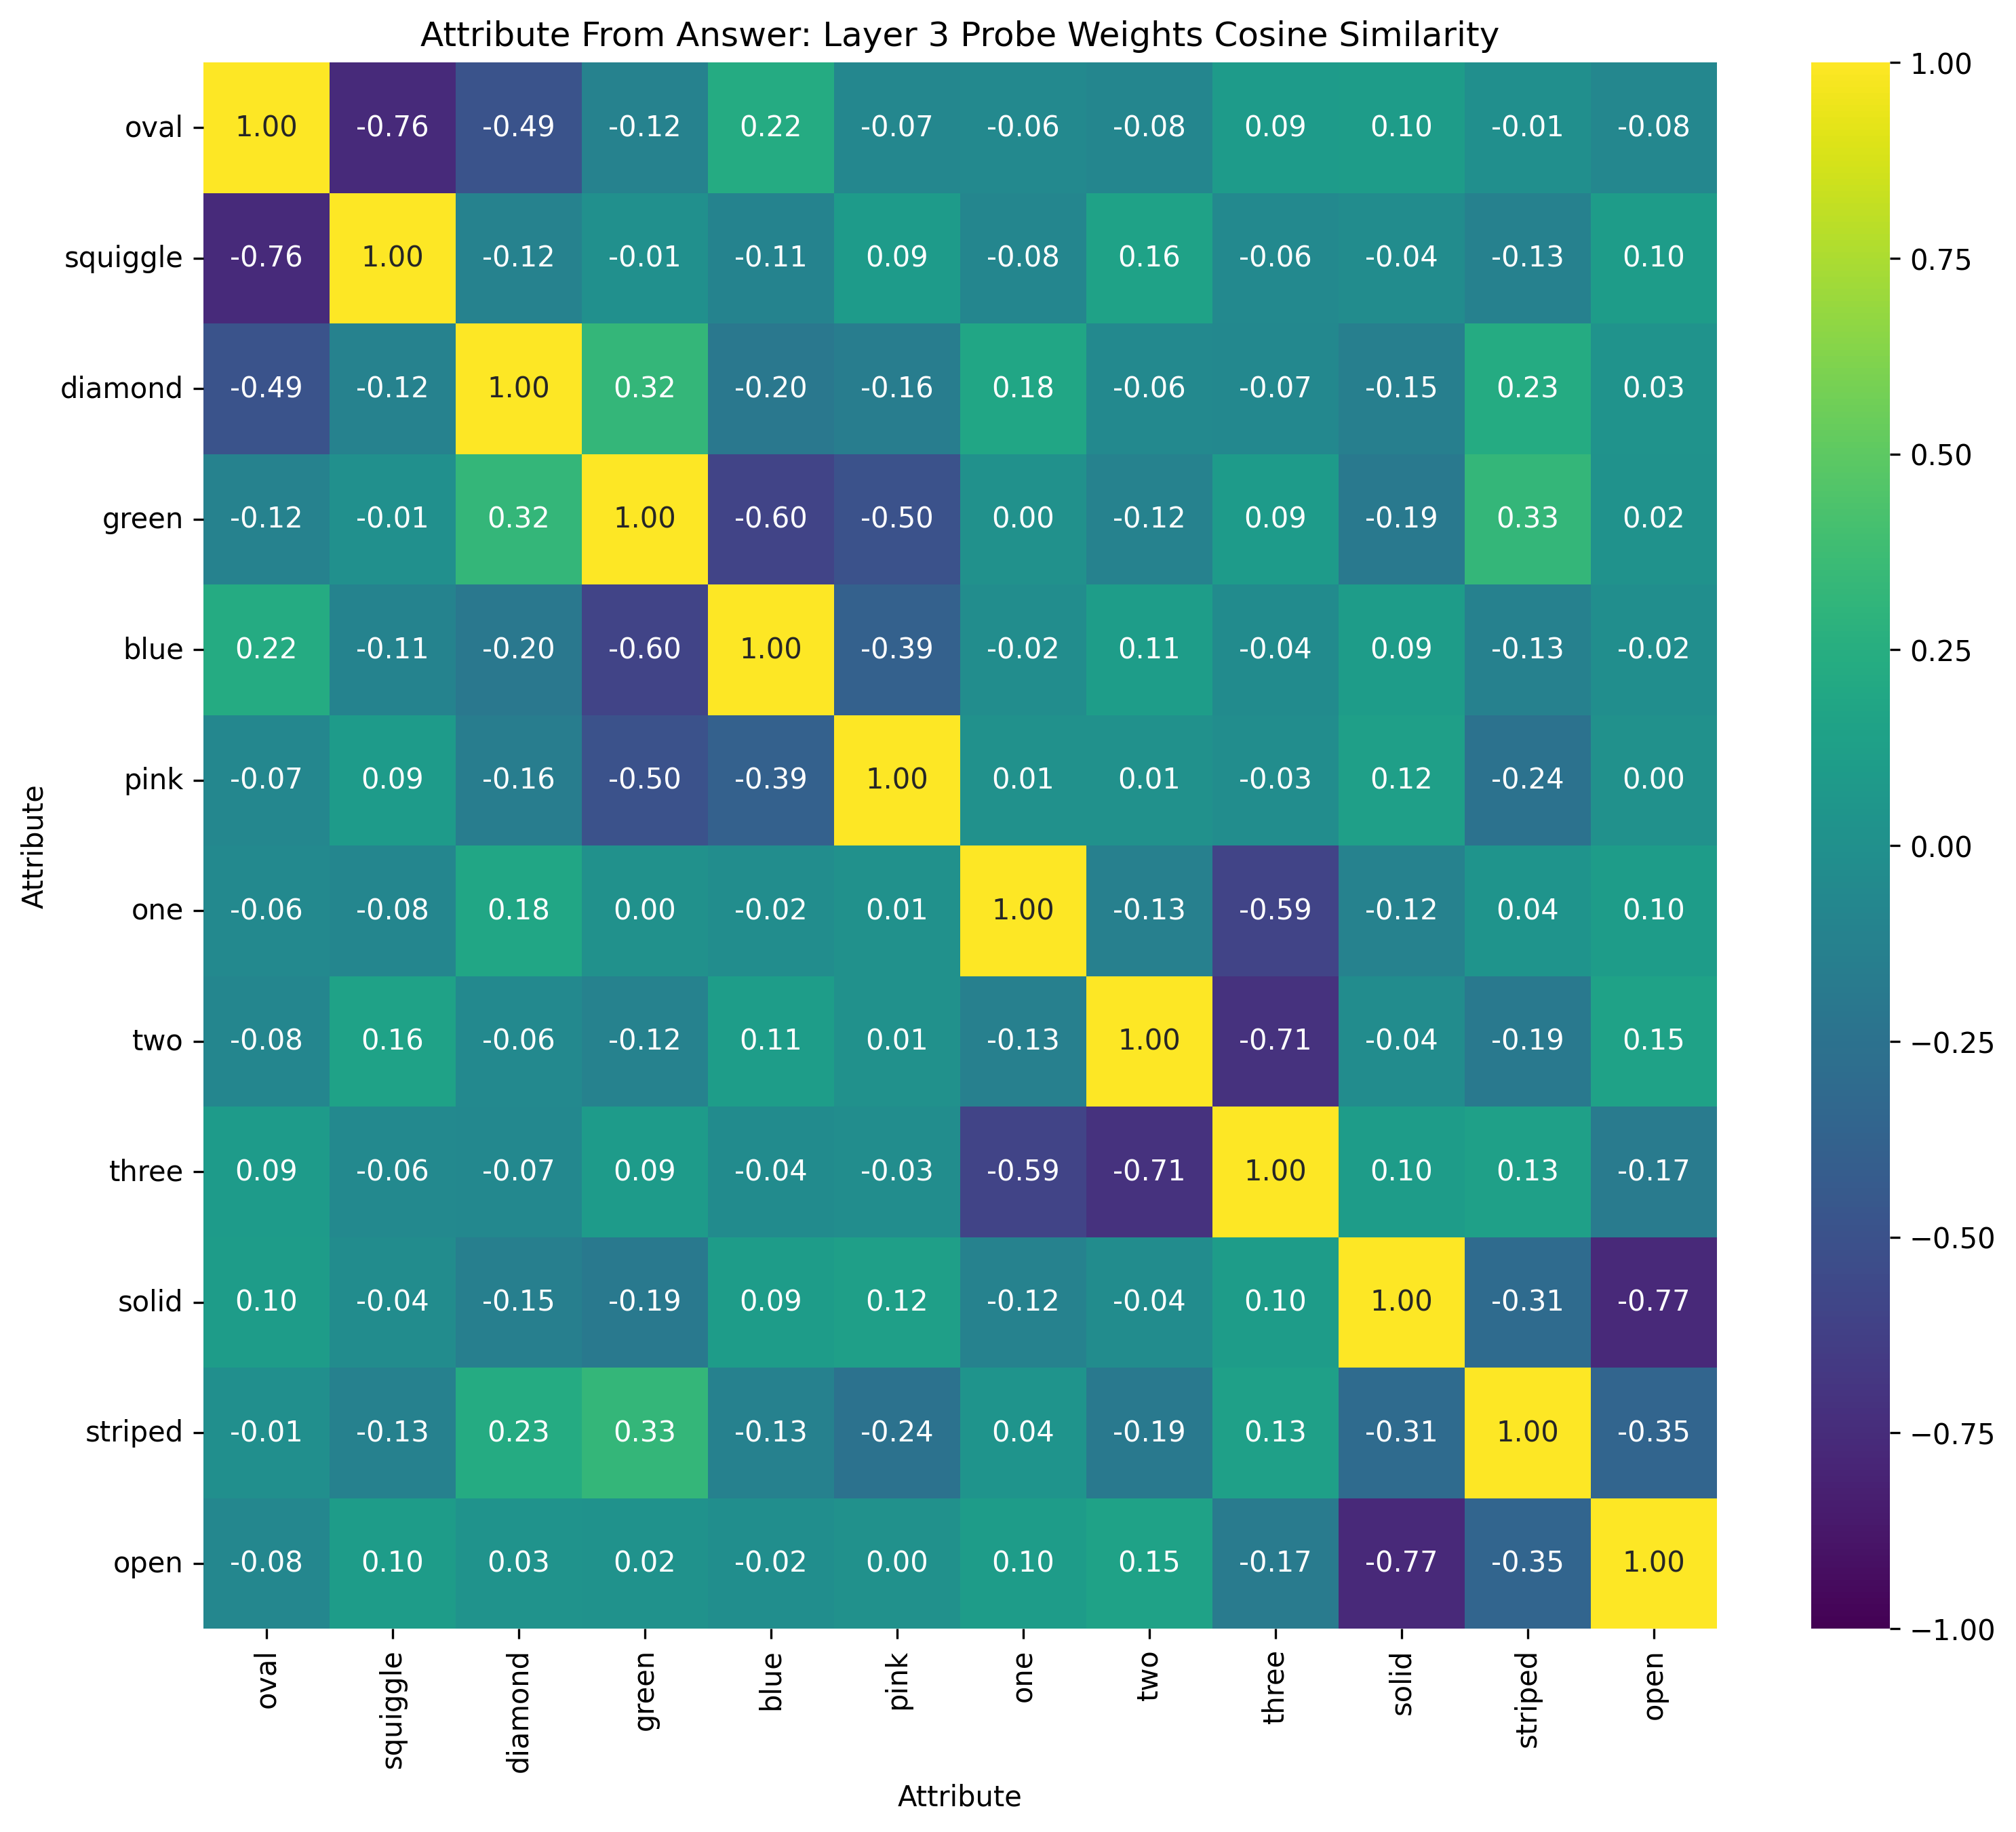 Attribute From Answer: Layer 3 Probe Weights Cosine Similarity
oval 1.00 -0.76 -0.49 -0.12 0.22 -0.07 -0.06 -0.08 0.09 0.10 -0.01 -0.08
squiggle -0.76 1.00 -0.12 -0.01 -0.11 0.09 -0.08 0.16 -0.06 -0.04 -0.13 0.10
diamond -0.49 -0.12 1.00 0.32 -0.20 -0.16 0.18 -0.06 -0.07 -0.15 0.23 0.03
green -0.12 -0.01 0.32 1.00 -0.60 -0.50 0.00 -0.12 0.09 -0.19 0.33 0.02
blue 0.22 -0.11 -0.20 -0.60 1.00 -0.39 -0.02 0.11 -0.04 0.09 -0.13 -0.02
pink -0.07 0.09 -0.16 -0.50 -0.39 1.00 0.01 0.01 -0.03 0.12 -0.24 0.00
one -0.06 -0.08 0.18 0.00 -0.02 0.01 1.00 -0.13 -0.59 -0.12 0.04 0.10
two -0.08 0.16 -0.06 -0.12 0.11 0.01 -0.13 1.00 -0.71 -0.04 -0.19 0.15
three 0.09 -0.06 -0.07 0.09 -0.04 -0.03 -0.59 -0.71 1.00 0.10 0.13 -0.17
solid 0.10 -0.04 -0.15 -0.19 0.09 0.12 -0.12 -0.04 0.10 1.00 -0.31 -0.77
striped -0.01 -0.13 0.23 0.33 -0.13 -0.24 0.04 -0.19 0.13 -0.31 1.00 -0.35
open -0.08 0.10 0.03 0.02 -0.02 0.00 0.10 0.15 -0.17 -0.77 -0.35 1.00
oval squiggle diamond green blue pink one two three solid striped open
Attribute
Attribute
1.00
0.75
0.50
0.25
0.00
−0.25
−0.50
−0.75
−1.00